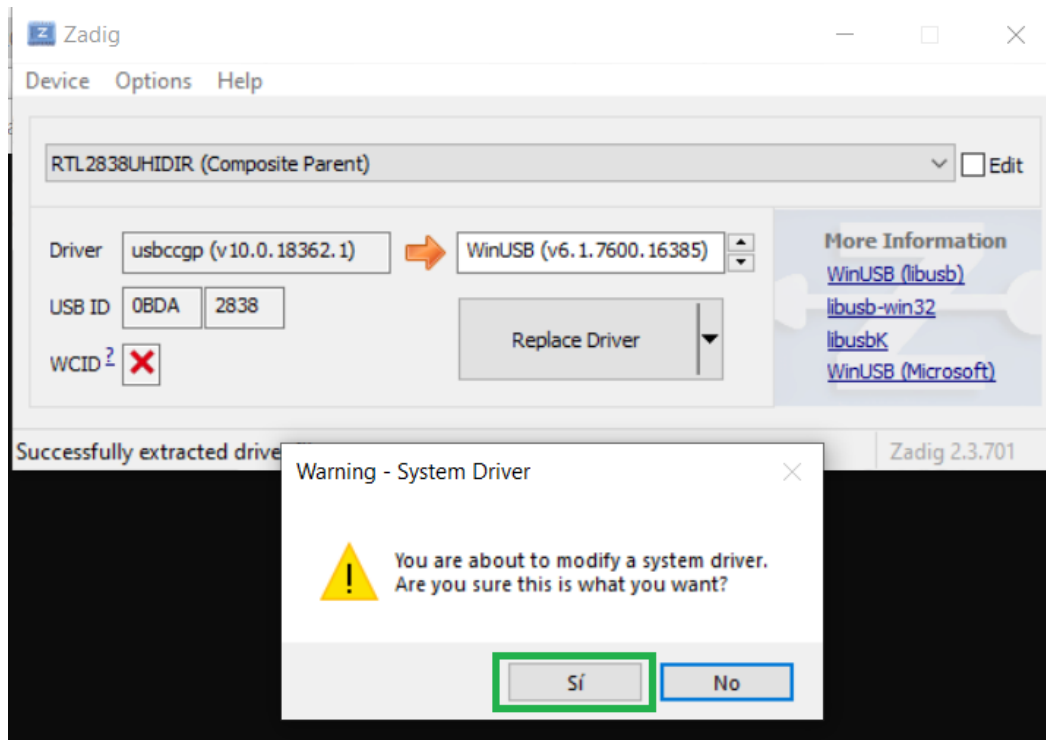 Zadig
Device Options Help
RTL2838UHIDIR (Composite Parent)
Edit
Driver usbccgp (v10.0.18362.1) WinUSB (v6.1.7600.16385)
USB ID 0BDA 2838
WCID ?
Replace Driver
More Information
WinUSB (libusb)
libusb-win32
libusbK
WinUSB (Microsoft)
Successfully extracted drive
Zadig 2.3.701
Warning - System Driver
You are about to modify a system driver.
Are you sure this is what you want?
Sí No